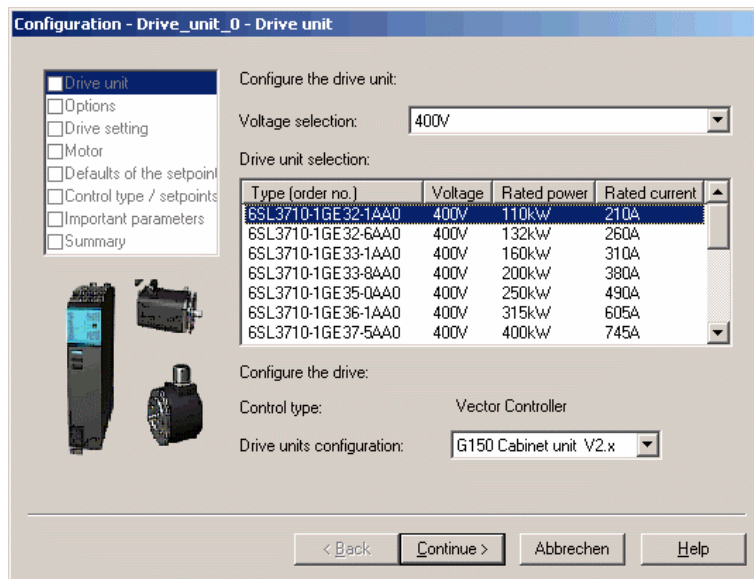 Configuration - Drive_unit_0 - Drive unit
Drive unit
Options
Drive setting
Motor
Defaults of the setpoint
Control type / setpoints
Important parameters
Summary
Configure the drive unit:
Voltage selection: 400V
Drive unit selection:
Type (order no.) Voltage Rated power Rated current
6SL3710-1GE32-1AA0 400V 110kW 210A
6SL3710-1GE32-6AA0 400V 132kW 260A
6SL3710-1GE33-1AA0 400V 160kW 310A
6SL3710-1GE33-8AA0 400V 200kW 380A
6SL3710-1GE35-0AA0 400V 250kW 490A
6SL3710-1GE36-1AA0 400V 315kW 605A
6SL3710-1GE37-5AA0 400V 400kW 745A
Configure the drive:
Control type: Vector Controller
Drive units configuration: G150 Cabinet unit V2.x
< Back Continue > Abbrechen Help